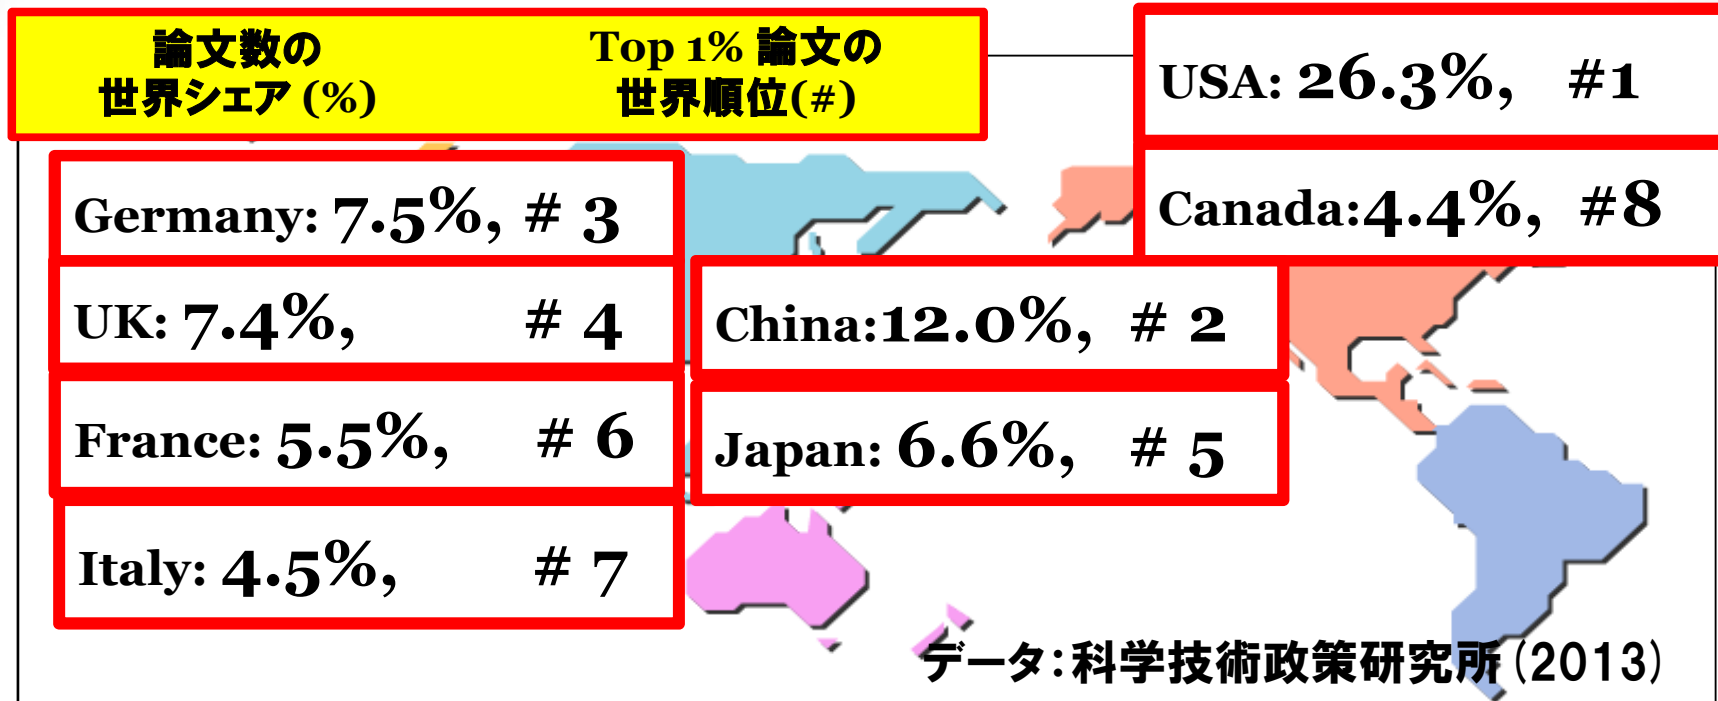 論文数の
世界シェア (%)
Top 1% 論文の
世界順位(#)
USA: 26.3%, #1
Canada:4.4%, #8
Germany: 7.5%, # 3
UK: 7.4%, # 4
France: 5.5%, # 6
Italy: 4.5%, # 7
China:12.0%, # 2
Japan: 6.6%, # 5
データ:科学技術政策研究所(2013)